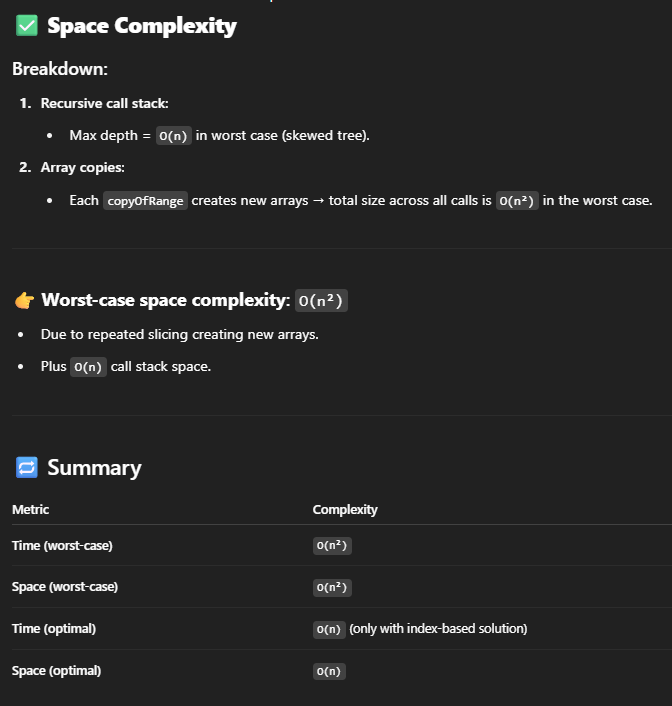 ✅ Space Complexity
Breakdown:
1. Recursive call stack:
• Max depth = O(n) in worst case (skewed tree).
2. Array copies:
• Each copyOfRange creates new arrays → total size across all calls is O(n²) in the worst case.
👉 Worst-case space complexity: O(n²)
• Due to repeated slicing creating new arrays.
• Plus O(n) call stack space.
🔁 Summary
Metric Complexity
Time (worst-case) O(n²)
Space (worst-case) O(n²)
Time (optimal) O(n) (only with index-based solution)
Space (optimal) O(n)